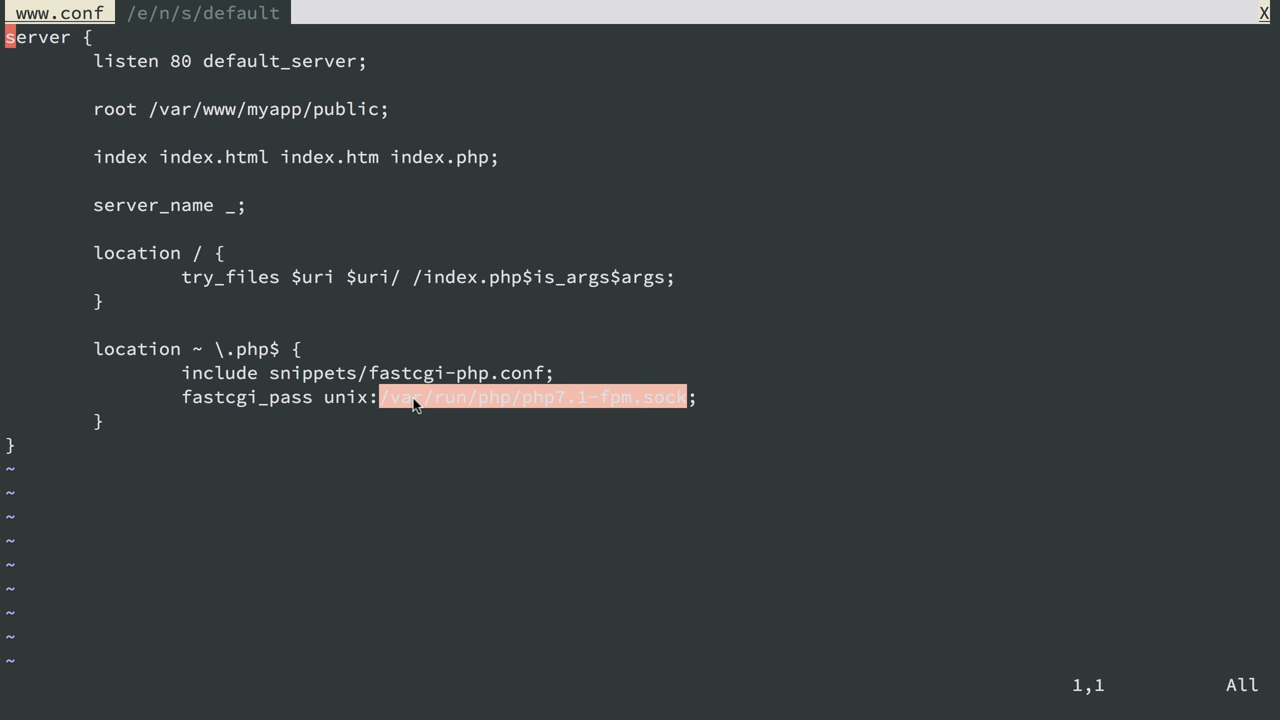 www.conf /e/n/s/default X
server {
listen 80 default_server;
root /var/www/myapp/public;
index index.html index.htm index.php;
server_name _;
location / {
try_files $uri $uri/ /index.php$is_args$args;
}
location ~ \.php$ {
include snippets/fastcgi-php.conf;
fastcgi_pass unix:/var/run/php/php7.1-fpm.sock;
}
}
~
~
~
~
~
~
~
~
~
1,1 All